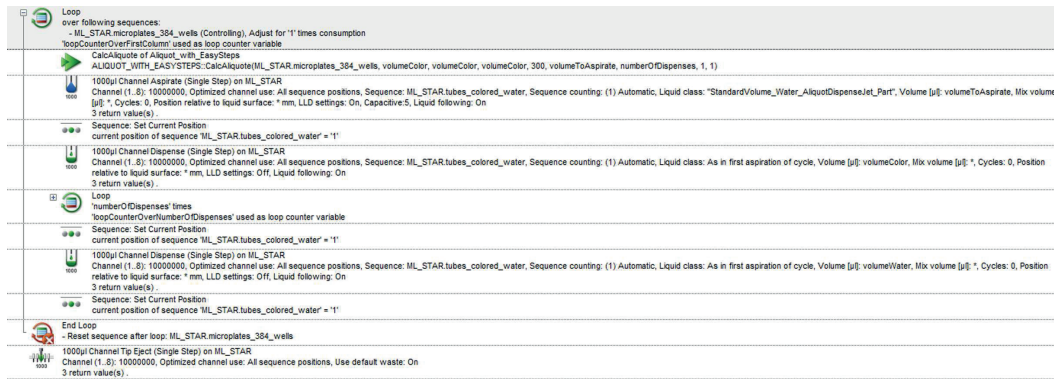 Loop
over following sequences:
- ML_STAR.microplates_384_wells (Controlling), Adjust for '1' times consumption
'loopCounterOverFirstColumn' used as loop counter variable
CalcAliquote of Aliquot_with_EasySteps
ALIQUOT_WITH_EASYSTEPS::CalcAliquote(ML_STAR.microplates_384_wells, volumeColor, volumeColor, volumeColor, 300, volumeToAspirate, numberOfDispenses, 1, 1)
1000µl Channel Aspirate (Single Step) on ML_STAR
Channel (1..8): 10000000, Optimized channel use: All sequence positions, Sequence: ML_STAR.tubes_colored_water, Sequence counting: (1) Automatic, Liquid class: "StandardVolume_Water_AliquotDispenseJet_Part", Volume [µl]: volumeToAspirate, Mix volume
[µl]: *, Cycles: 0, Position relative to liquid surface: * mm, LLD settings: On, Capacitive:5, Liquid following: On
3 return value(s) .
1000
Sequence: Set Current Position
current position of sequence 'ML_STAR.tubes_colored_water' = '1'
1000µl Channel Dispense (Single Step) on ML_STAR
Channel (1..8): 10000000, Optimized channel use: All sequence positions, Sequence: ML_STAR.tubes_colored_water, Sequence counting: (1) Automatic, Liquid class: As in first aspiration of cycle, Volume [µl]: volumeColor, Mix volume [µl]: *, Cycles: 0, Position
relative to liquid surface: * mm, LLD settings: Off, Liquid following: On
3 return value(s) .
1000
Loop
'numberOfDispenses' times
'loopCounterOverNumberOfDispenses' used as loop counter variable
Sequence: Set Current Position
current position of sequence 'ML_STAR.tubes_colored_water' = '1'
1000µl Channel Dispense (Single Step) on ML_STAR
Channel (1..8): 10000000, Optimized channel use: All sequence positions, Sequence: ML_STAR.tubes_colored_water, Sequence counting: (1) Automatic, Liquid class: As in first aspiration of cycle, Volume [µl]: volumeWater, Mix volume [µl]: *, Cycles: 0, Position
relative to liquid surface: * mm, LLD settings: Off, Liquid following: On
3 return value(s) .
1000
Sequence: Set Current Position
current position of sequence 'ML_STAR.tubes_colored_water' = '1'
End Loop
- Reset sequence after loop: ML_STAR.microplates_384_wells
1000µl Channel Tip Eject (Single Step) on ML_STAR
Channel (1..8): 10000000, Optimized channel use: All sequence positions, Use default waste: On
3 return value(s) .
1000